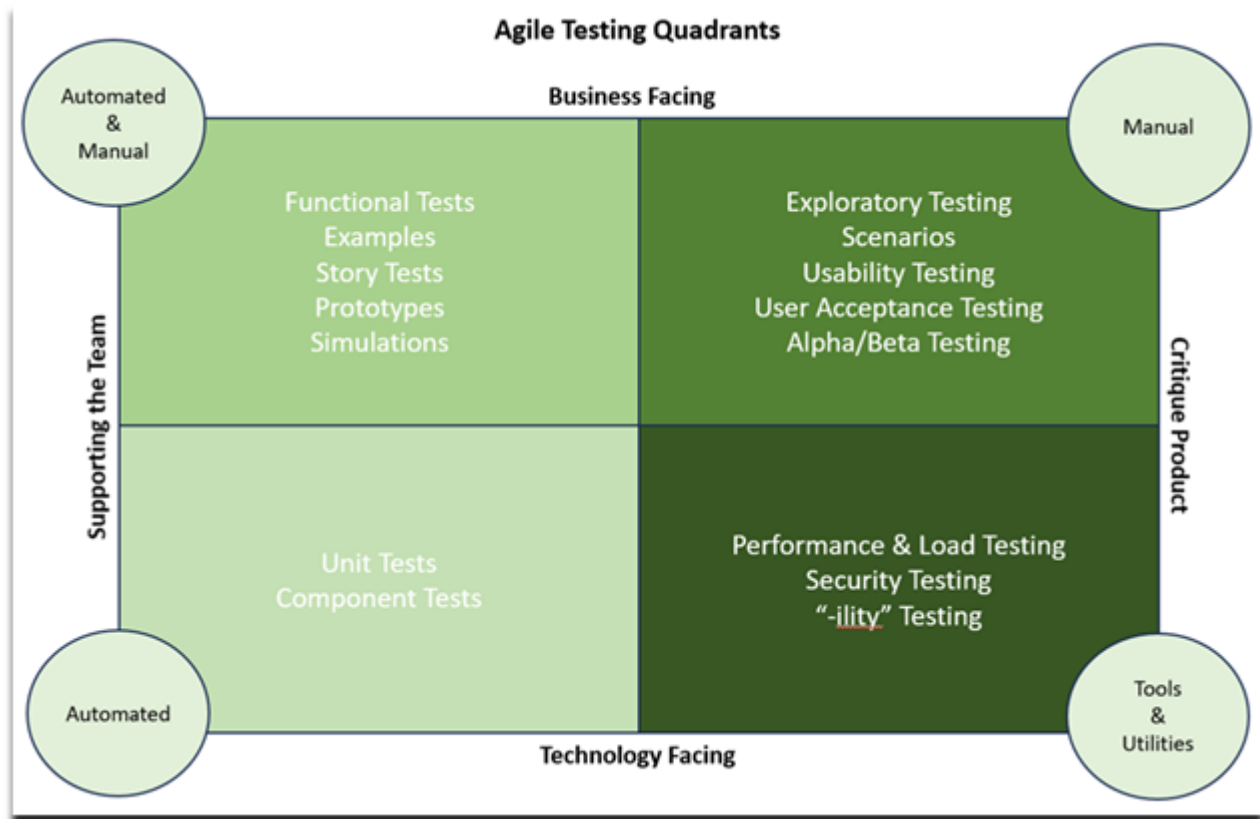 Agile Testing Quadrants
Business Facing
Automated
&
Manual
Manual
Functional Tests
Examples
Story Tests
Prototypes
Simulations
Exploratory Testing
Scenarios
Usability Testing
User Acceptance Testing
Alpha/Beta Testing
Supporting the Team
Critique Product
Unit Tests
Component Tests
Performance & Load Testing
Security Testing
“-ility” Testing
Automated
Tools
&
Utilities
Technology Facing